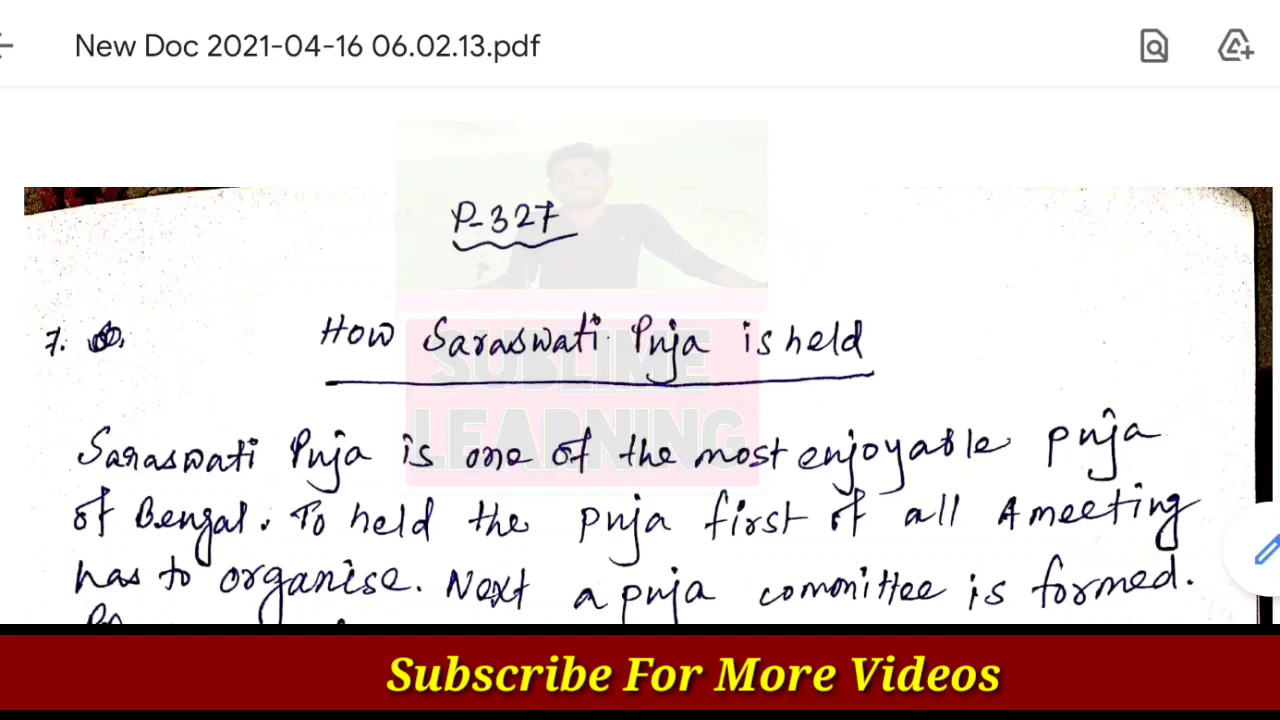 New Doc 2021-04-16 06.02.13.pdf
P-327
7. How Saraswati Puja is held
SUBLIME
LEARNING
Saraswati Puja is one of the most enjoyable puja
of Bengal. To held the puja first of all A meeting
has to organise. Next a puja committee is formed.
Subscribe For More Videos